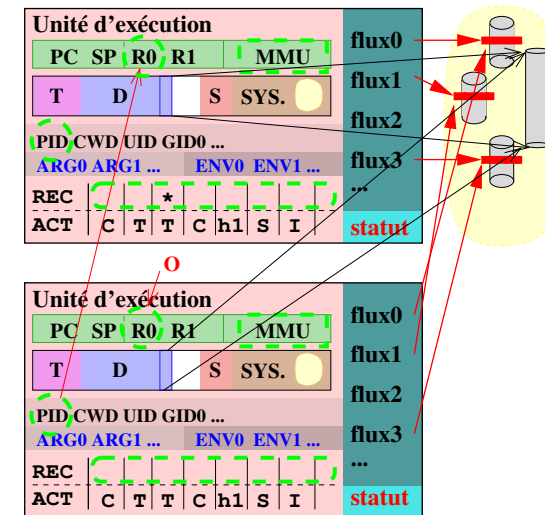 Unité d'exécution
PC SP R0 R1 MMU
T D S SYS.
PID CWD UID GID0 ...
ARG0 ARG1 ... ENV0 ENV1 ...
REC *
ACT C T T C h1 S I
flux0
flux1
flux2
flux3
...
statut
O
Unité d'exécution
PC SP R0 R1 MMU
T D S SYS.
PID CWD UID GID0 ...
ARG0 ARG1 ... ENV0 ENV1 ...
REC
ACT C T T C h1 S I
flux0
flux1
flux2
flux3
...
statut